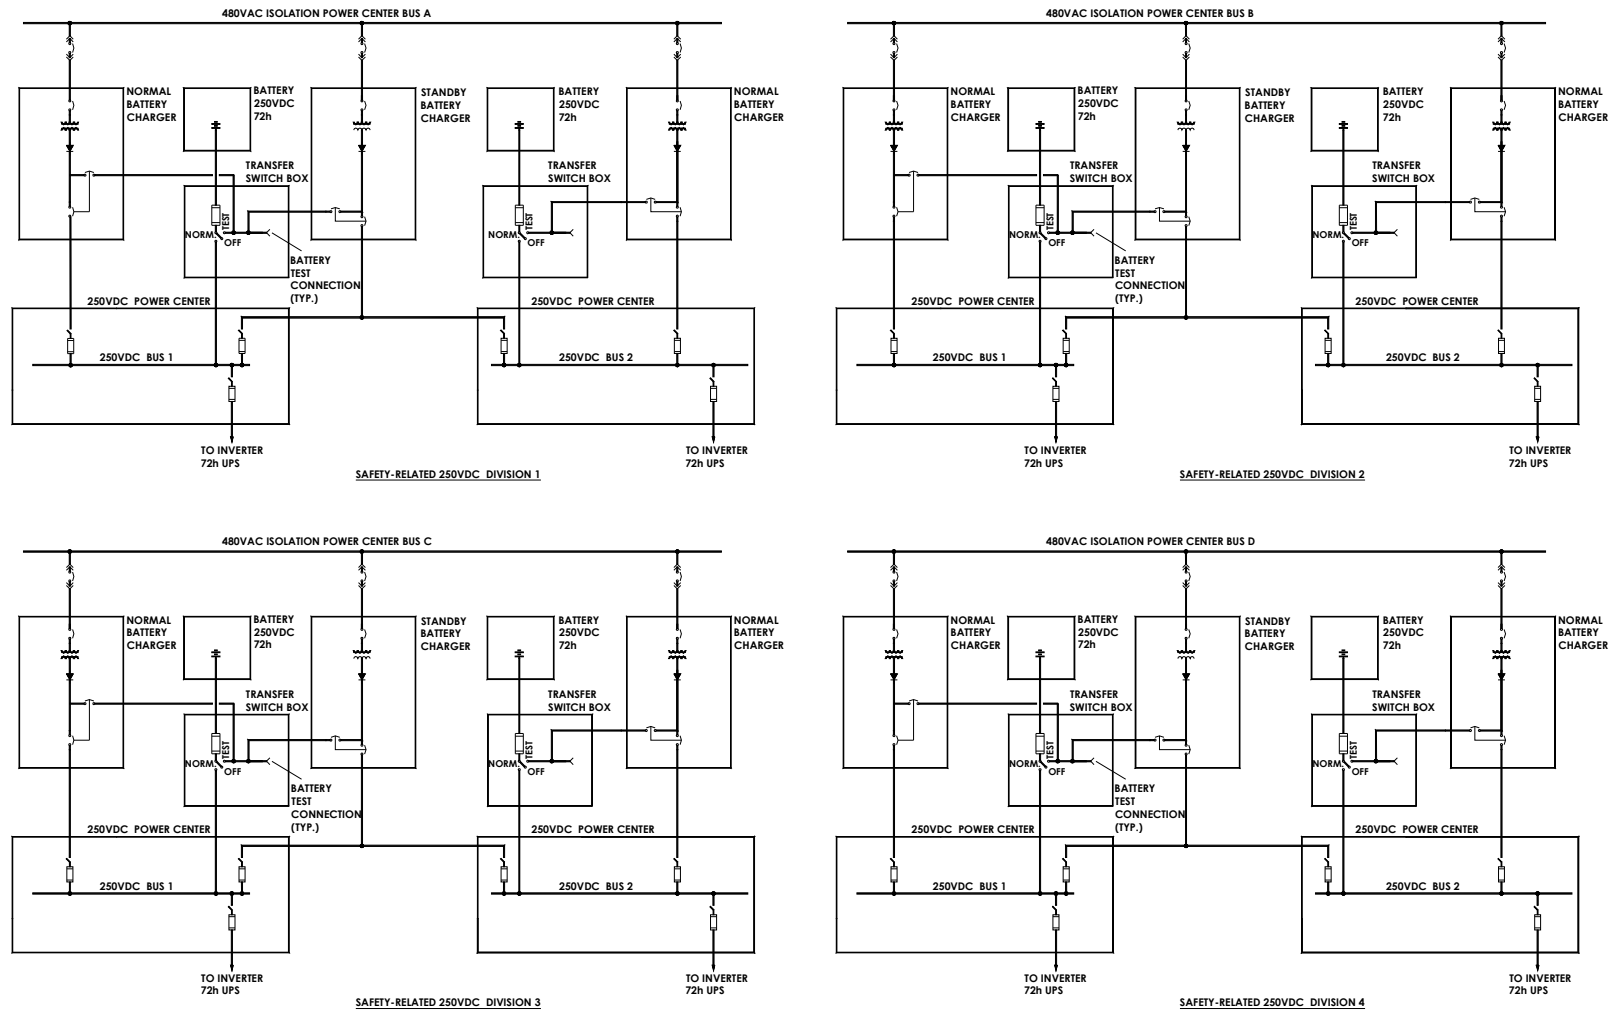 480VAC ISOLATION POWER CENTER BUS A
NORMAL
BATTERY
CHARGER
BATTERY
250VDC
72h
STANDBY
BATTERY
CHARGER
BATTERY
250VDC
72h
NORMAL
BATTERY
CHARGER
TRANSFER
SWITCH BOX
TRANSFER
SWITCH BOX
TEST
NORM.
OFF
TEST
NORM.
OFF
BATTERY
TEST
CONNECTION
(TYP.)
250VDC POWER CENTER
250VDC POWER CENTER
250VDC BUS 1
250VDC BUS 2
TO INVERTER
72h UPS
TO INVERTER
72h UPS
SAFETY-RELATED 250VDC DIVISION 1
480VAC ISOLATION POWER CENTER BUS B
NORMAL
BATTERY
CHARGER
BATTERY
250VDC
72h
STANDBY
BATTERY
CHARGER
BATTERY
250VDC
72h
NORMAL
BATTERY
CHARGER
TRANSFER
SWITCH BOX
TRANSFER
SWITCH BOX
TEST
NORM.
OFF
TEST
NORM.
OFF
BATTERY
TEST
CONNECTION
(TYP.)
250VDC POWER CENTER
250VDC POWER CENTER
250VDC BUS 1
250VDC BUS 2
TO INVERTER
72h UPS
TO INVERTER
72h UPS
SAFETY-RELATED 250VDC DIVISION 2
480VAC ISOLATION POWER CENTER BUS C
NORMAL
BATTERY
CHARGER
BATTERY
250VDC
72h
STANDBY
BATTERY
CHARGER
BATTERY
250VDC
72h
NORMAL
BATTERY
CHARGER
TRANSFER
SWITCH BOX
TRANSFER
SWITCH BOX
TEST
NORM.
OFF
TEST
NORM.
OFF
BATTERY
TEST
CONNECTION
(TYP.)
250VDC POWER CENTER
250VDC POWER CENTER
250VDC BUS 1
250VDC BUS 2
TO INVERTER
72h UPS
TO INVERTER
72h UPS
SAFETY-RELATED 250VDC DIVISION 3
480VAC ISOLATION POWER CENTER BUS D
NORMAL
BATTERY
CHARGER
BATTERY
250VDC
72h
STANDBY
BATTERY
CHARGER
BATTERY
250VDC
72h
NORMAL
BATTERY
CHARGER
TRANSFER
SWITCH BOX
TRANSFER
SWITCH BOX
TEST
NORM.
OFF
TEST
NORM.
OFF
BATTERY
TEST
CONNECTION
(TYP.)
250VDC POWER CENTER
250VDC POWER CENTER
250VDC BUS 1
250VDC BUS 2
TO INVERTER
72h UPS
TO INVERTER
72h UPS
SAFETY-RELATED 250VDC DIVISION 4